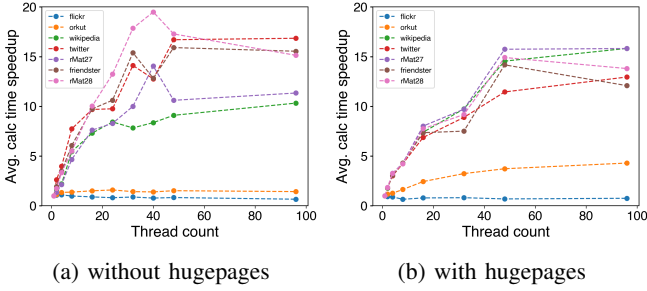 Avg. calc time speedup
20
15
10
5
0
flickr
orkut
wikipedia
twitter
rMat27
friendster
rMat28
0 20 40 60 80 100
Thread count
(a) without hugepages
Avg. calc time speedup
20
15
10
5
0
flickr
orkut
wikipedia
twitter
rMat27
friendster
rMat28
0 20 40 60 80 100
Thread count
(b) with hugepages